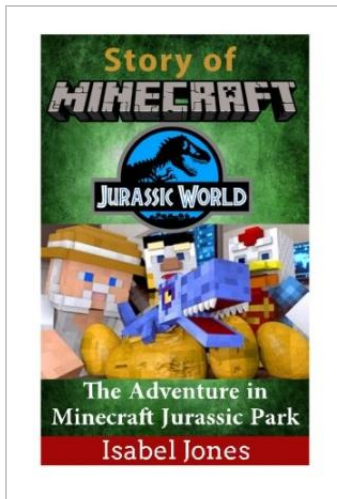 Story of
MINECRAFT
JURASSIC WORLD
The Adventure in
Minecraft Jurassic Park
Isabel Jones